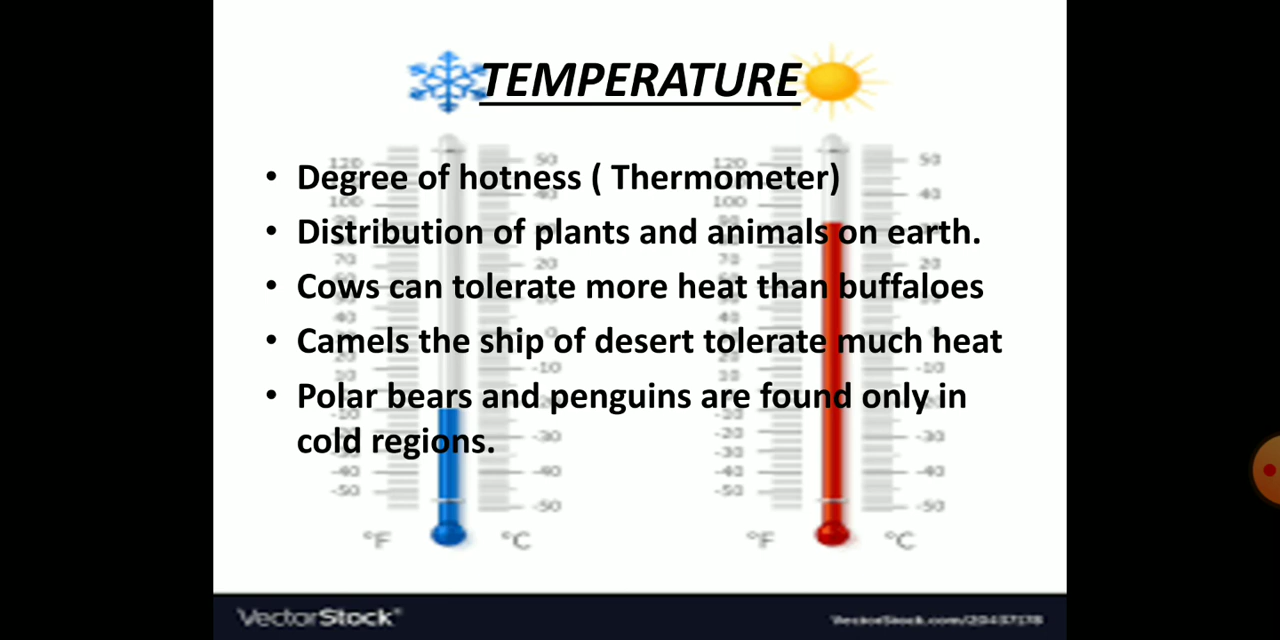 TEMPERATURE
• Degree of hotness ( Thermometer)
• Distribution of plants and animals on earth.
• Cows can tolerate more heat than buffaloes
• Camels the ship of desert tolerate much heat
• Polar bears and penguins are found only in
cold regions.
°F °C °F °C
VectorStock®